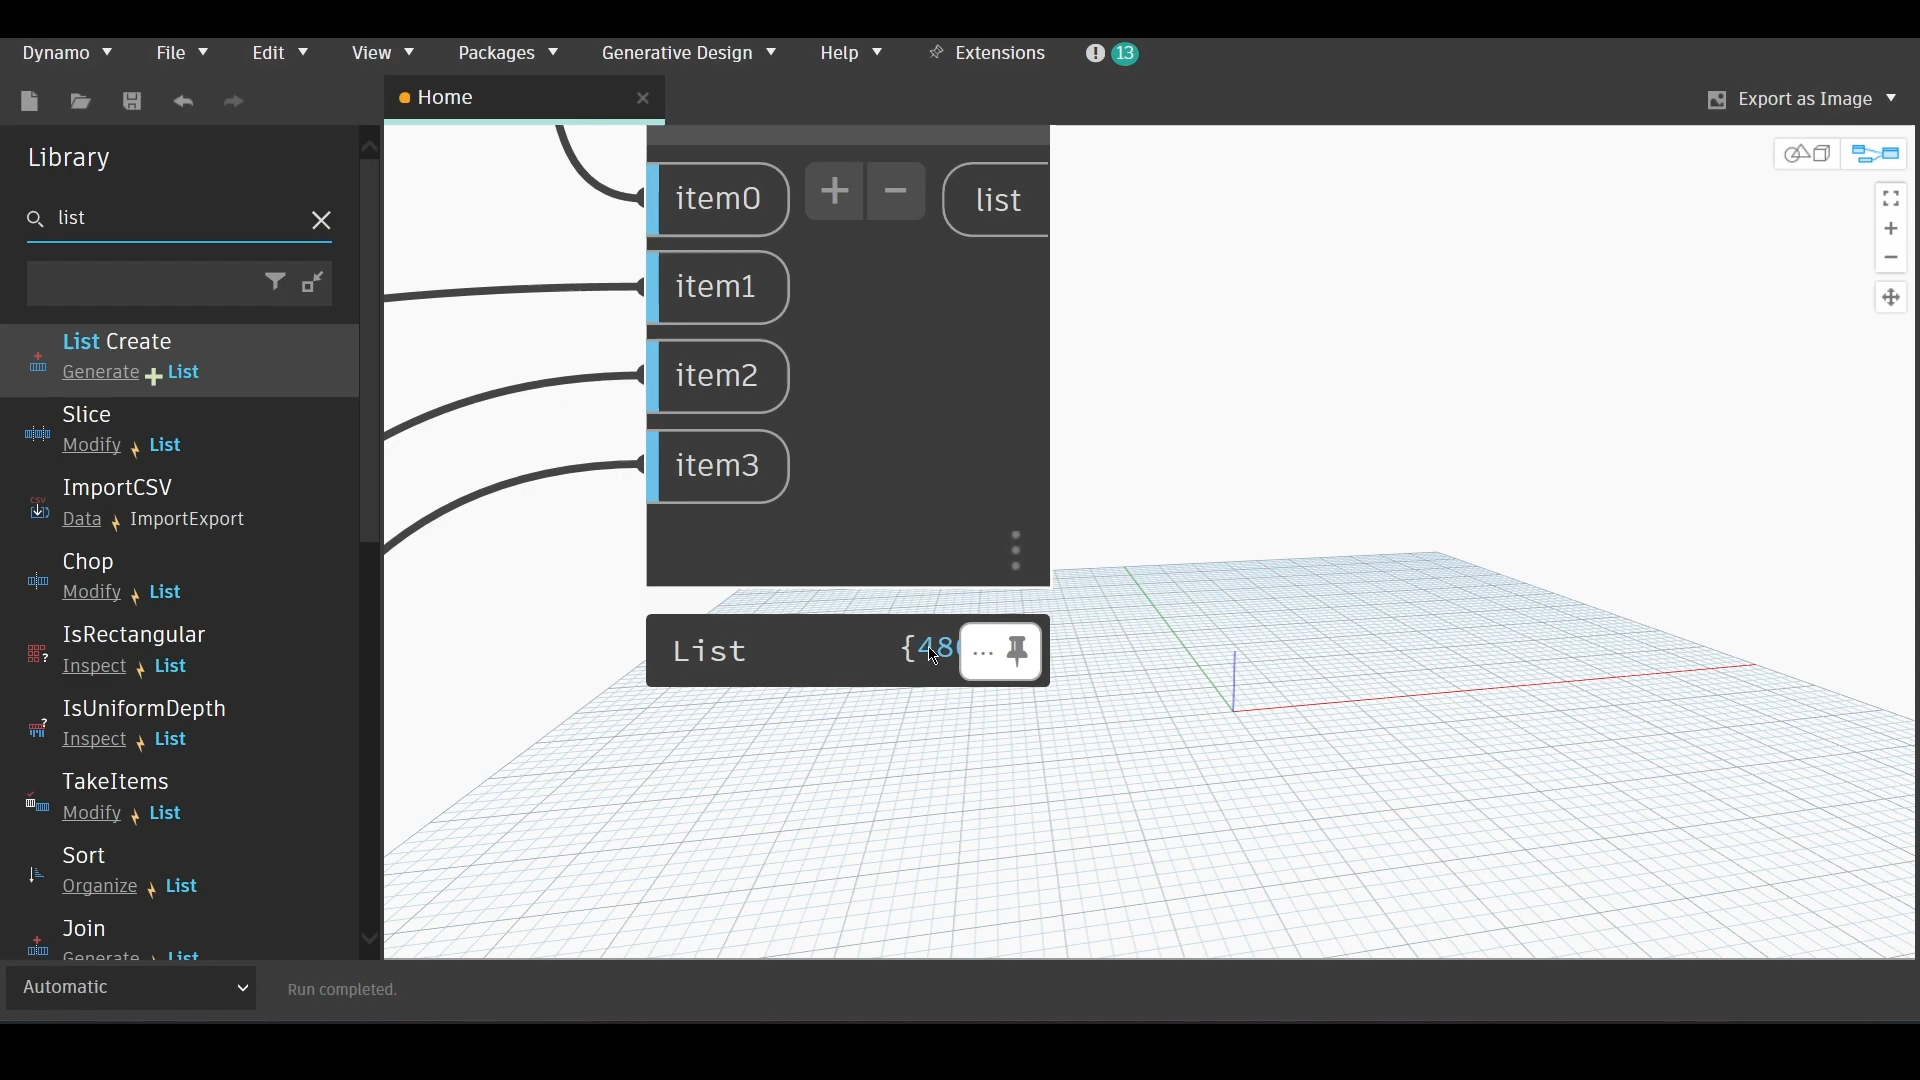 Dynamo File Edit View Packages Generative Design Help Extensions ! 13
Home
Export as Image
Library
list
List Create
Generate List
Slice
Modify List
ImportCSV
Data ImportExport
Chop
Modify List
IsRectangular
Inspect List
IsUniformDepth
Inspect List
TakeItems
Modify List
Sort
Organize List
Join
Generate List
item0 + − list
item1
item2
item3
List {48 ...
Automatic
Run completed.